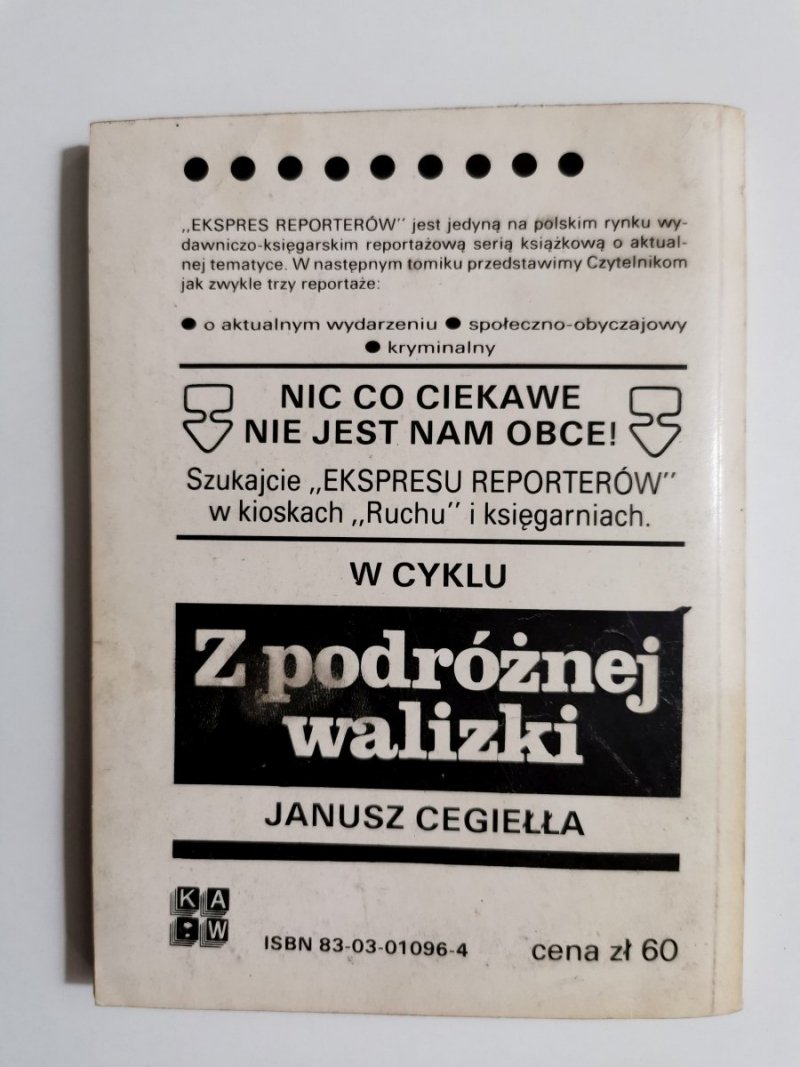 „EKSPRES REPORTERÓW" jest jedyną na polskim rynku wy-
dawniczo-księgarskim reportażową serią książkową o aktual-
nej tematyce. W następnym tomiku przedstawimy Czytelnikom
jak zwykle trzy reportaże:
● o aktualnym wydarzeniu ● społeczno-obyczajowy
● kryminalny
NIC CO CIEKAWE
NIE JEST NAM OBCE!
Szukajcie „EKSPRESU REPORTERÓW"
w kioskach „Ruchu" i księgarniach.
W CYKLU
Z podróżnej
walizki
JANUSZ CEGIEŁŁA
KA
W
ISBN 83-03-01096-4
cena zł 60